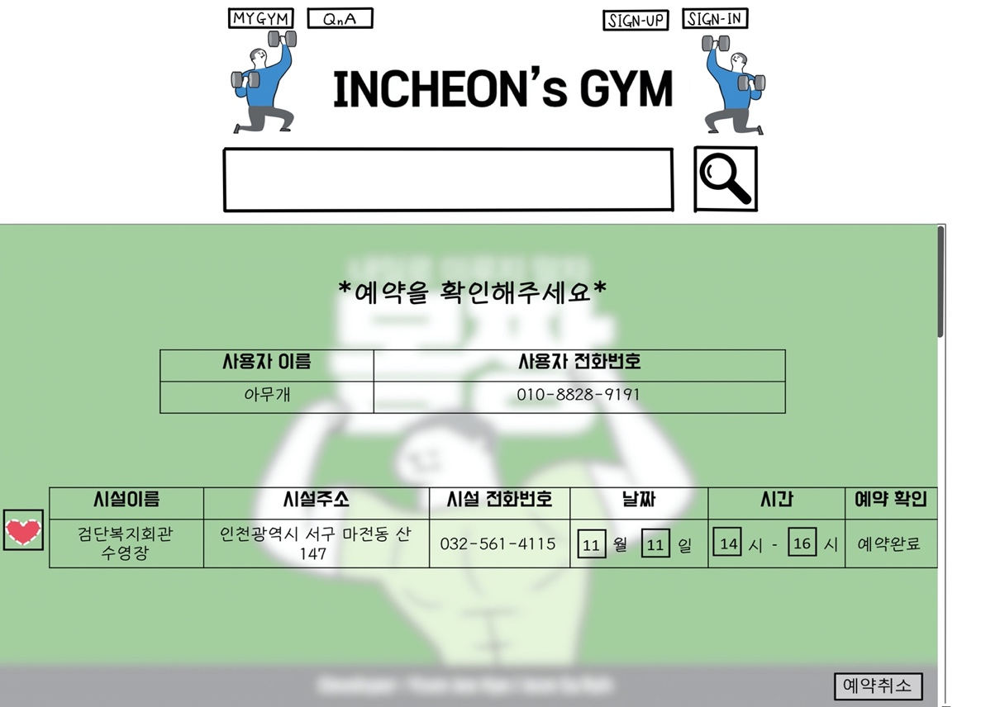 MYGYM QnA SIGN-UP SIGN-IN
INCHEON's GYM
*예약을 확인해주세요*
사용자 이름 사용자 전화번호
아무개 010-8828-9191
시설이름 시설주소 시설 전화번호 날짜 시간 예약 확인
검단복지회관 인천광역시 서구 마전동 산
032-561-4115 11 월 11 일 14 시 - 16 시 예약완료
수영장 147
예약취소